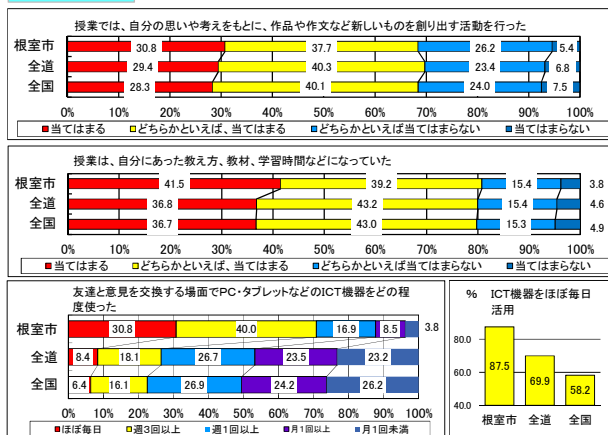 授業では、自分の思いや考えをもとに、作品や作文など新しいものを創り出す活動を行った
根室市 30.8 37.7 26.2 5.4
全道 29.4 40.3 23.4 6.8
全国 28.3 40.1 24.0 7.5
0% 10% 20% 30% 40% 50% 60% 70% 80% 90% 100%
■当てはまる ■どちらかといえば、当てはまる ■どちらかといえば当てはまらない ■当てはまらない
授業は、自分にあった教え方、教材、学習時間などになっていた
根室市 41.5 39.2 15.4 3.8
全道 36.8 43.2 15.4 4.6
全国 36.7 43.0 15.3 4.9
0% 10% 20% 30% 40% 50% 60% 70% 80% 90% 100%
■当てはまる ■どちらかといえば、当てはまる ■どちらかといえば当てはまらない ■当てはまらない
友達と意見を交換する場面でPC・タブレットなどのICT機器をどの程
度使った
根室市 30.8 40.0 16.9 8.5 3.8
全道 8.4 18.1 26.7 23.5 23.2
全国 6.4 16.1 26.9 24.2 26.2
0% 10% 20% 30% 40% 50% 60% 70% 80% 90% 100%
■ほぼ毎日 ■週3回以上 ■週1回以上 ■月1回以上 ■月1回未満
% ICT機器をほぼ毎日
活用
100.0
80.0
60.0
40.0
87.5 69.9 58.2
根室市 全道 全国